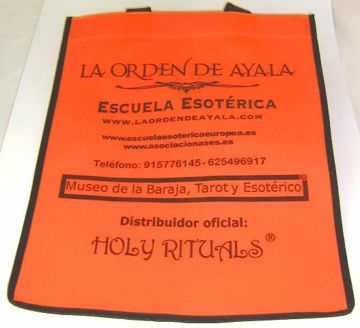 LA ORDEN DE AYALA
ESCUELA ESOTÉRICA
WWW.LAORDENDEAYALA.COM
www.escuelaesotericaeuropea.es
www.asociacionases.es
Teléfono: 915776145-625496917
Museo de la Baraja, Tarot y Esotérico
Distribuidor oficial:
HOLY RITUALS®